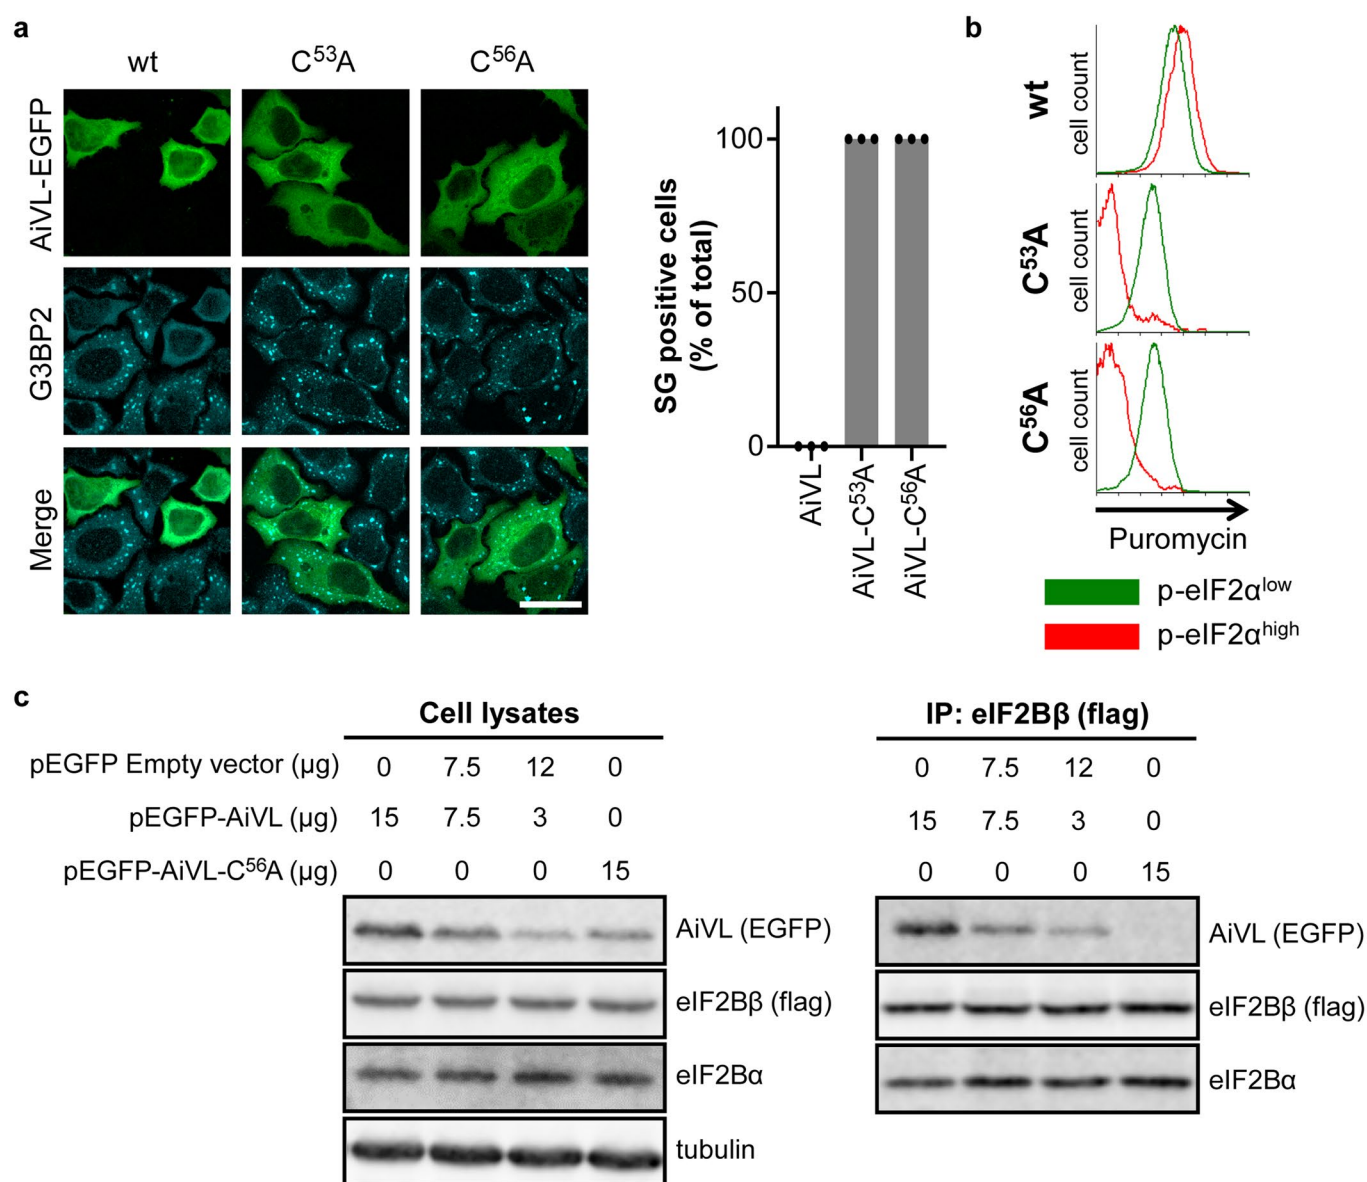 a
wt C⁵³A C⁵⁶A
AiVL-EGFP
G3BP2
Merge
SG positive cells
(% of total)
100
50
0
AiVL
AiVL-C⁵³A
AiVL-C⁵⁶A
b
wt
cell count
C⁵³A
cell count
C⁵⁶A
cell count
Puromycin
p-eIF2αˡᵒʷ
p-eIF2αʰⁱᵍʰ
c
Cell lysates
pEGFP Empty vector (µg) 0 7.5 12 0
pEGFP-AiVL (µg) 15 7.5 3 0
pEGFP-AiVL-C⁵⁶A (µg) 0 0 0 15
AiVL (EGFP)
eIF2Bβ (flag)
eIF2Bα
tubulin
IP: eIF2Bβ (flag)
0 7.5 12 0
15 7.5 3 0
0 0 0 15
AiVL (EGFP)
eIF2Bβ (flag)
eIF2Bα